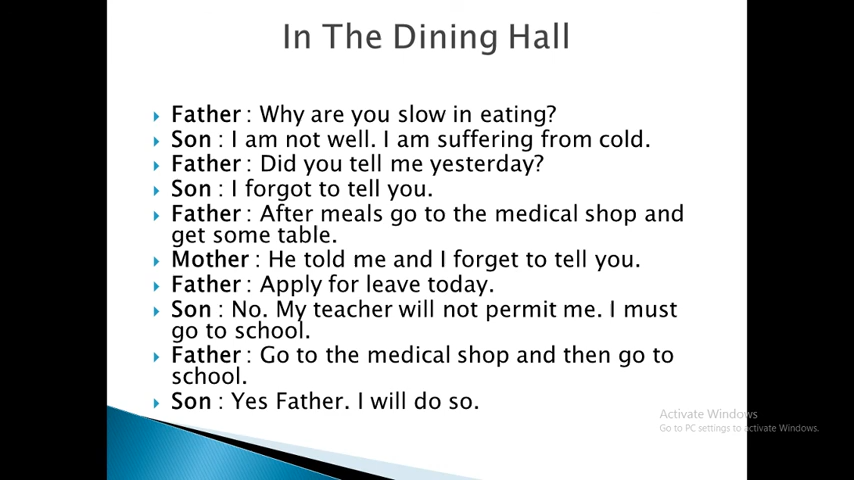 In The Dining Hall
Father : Why are you slow in eating?
Son : I am not well. I am suffering from cold.
Father : Did you tell me yesterday?
Son : I forgot to tell you.
Father : After meals go to the medical shop and
get some table.
Mother : He told me and I forget to tell you.
Father : Apply for leave today.
Son : No. My teacher will not permit me. I must
go to school.
Father : Go to the medical shop and then go to
school.
Son : Yes Father. I will do so.
Activate Windows
Go to PC settings to activate Windows.